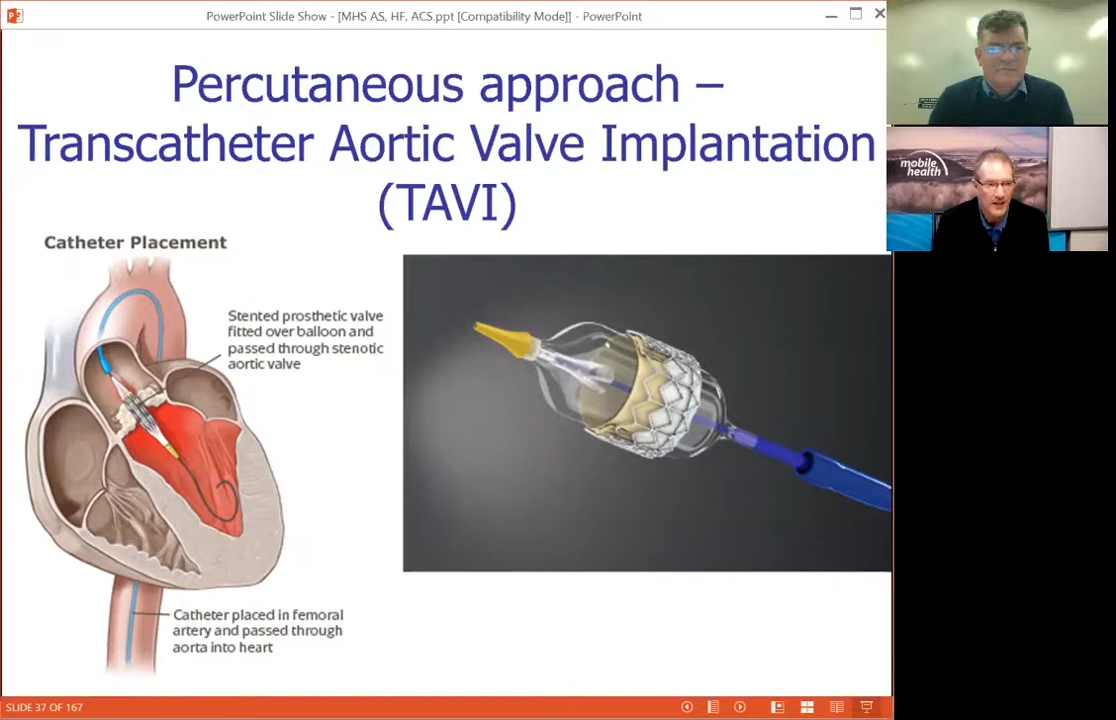 PowerPoint Slide Show - [MHS AS, HF, ACS.ppt [Compatibility Mode]] - PowerPoint
Percutaneous approach –
Transcatheter Aortic Valve Implantation
(TAVI)
Catheter Placement
Stented prosthetic valve
fitted over balloon and
passed through stenotic
aortic valve
Catheter placed in femoral
artery and passed through
aorta into heart
mobile
health
SLIDE 37 OF 167